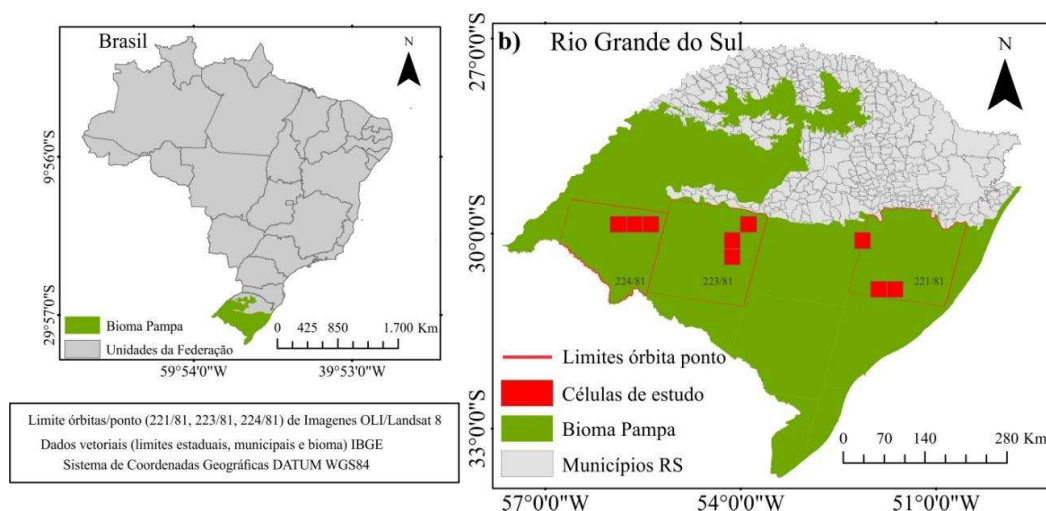 Brasil
N
9°56'0"S
29°57'0"S
Bioma Pampa
Unidades da Federação
0 425 850 1.700 Km
59°54'0"W 39°53'0"W
Limite órbitas/ponto (221/81, 223/81, 224/81) de Imagenes OLI/Landsat 8
Dados vetoriais (limites estaduais, municipais e bioma) IBGE
Sistema de Coordenadas Geográficas DATUM WGS84
b) Rio Grande do Sul
N
27°0'0"S
30°0'0"S
33°0'0"S
224/81 223/81 221/81
Limites órbita ponto
Células de estudo
Bioma Pampa
Municípios RS
0 70 140 280 Km
57°0'0"W 54°0'0"W 51°0'0"W